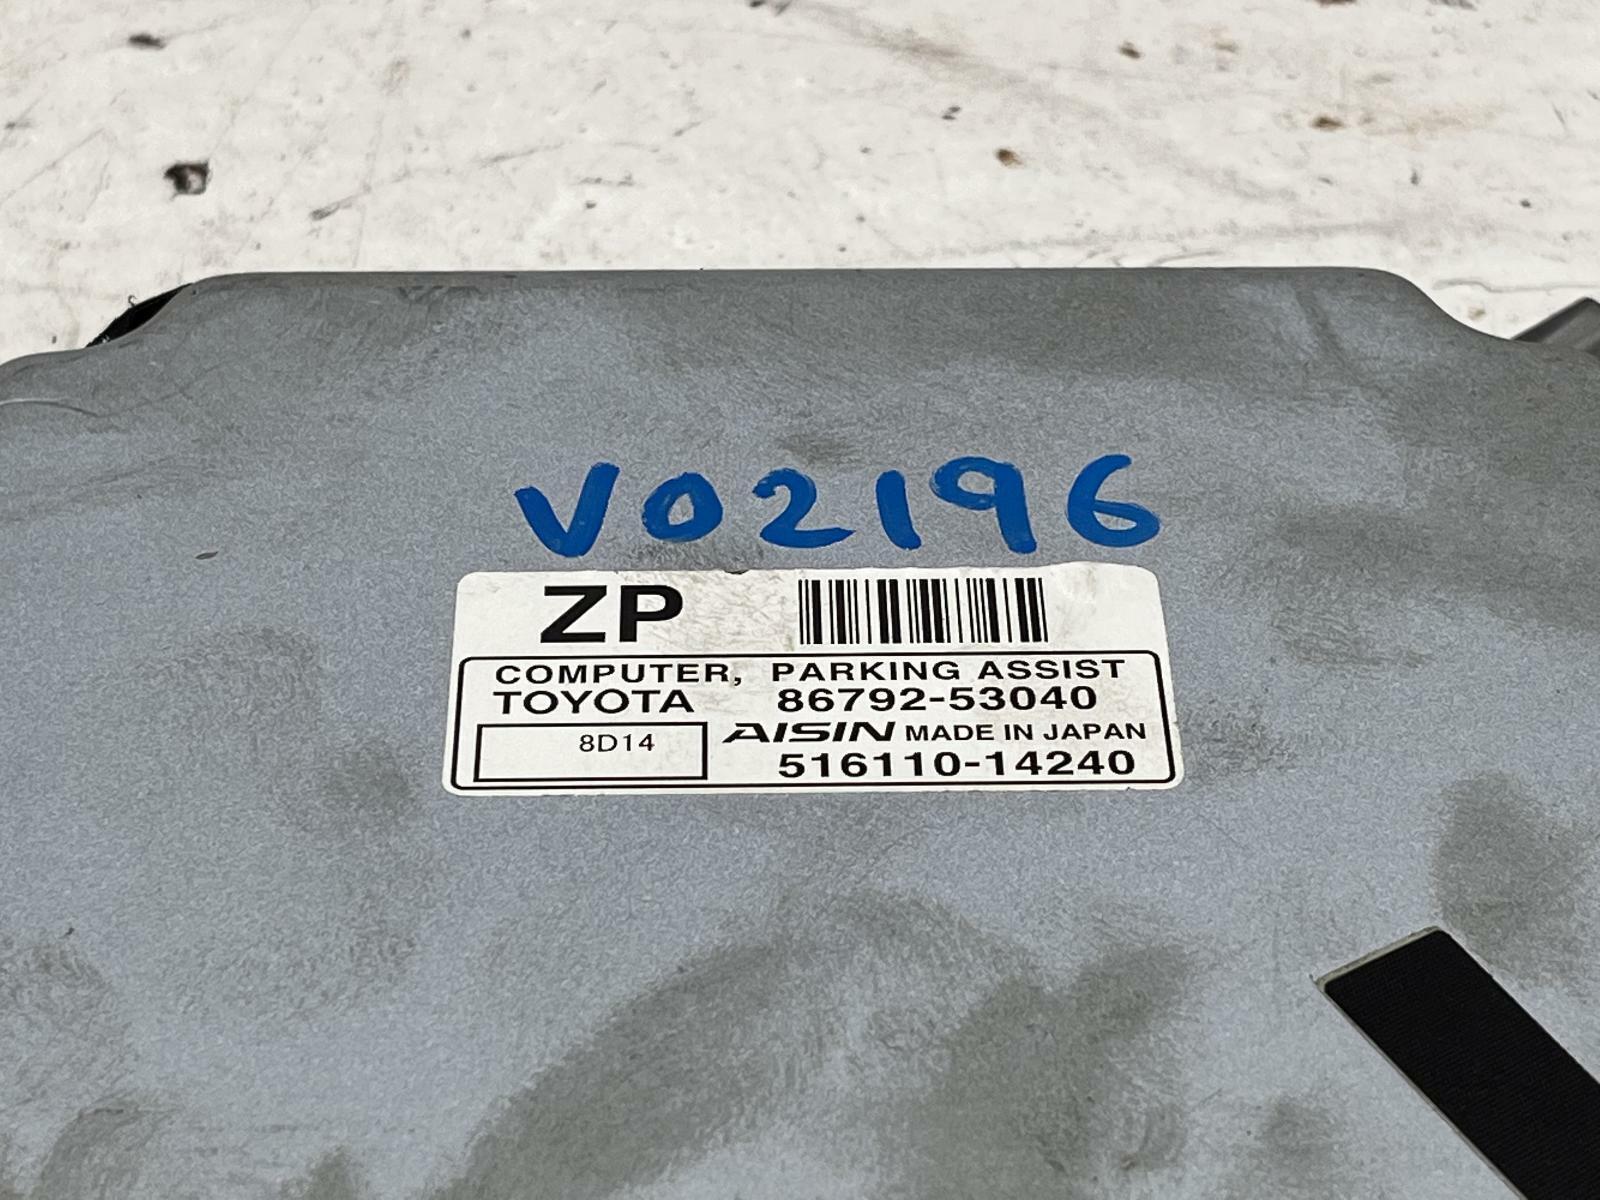 V02196
ZP
COMPUTER, PARKING ASSIST
TOYOTA 86792-53040
8D14 AISIN MADE IN JAPAN
516110-14240